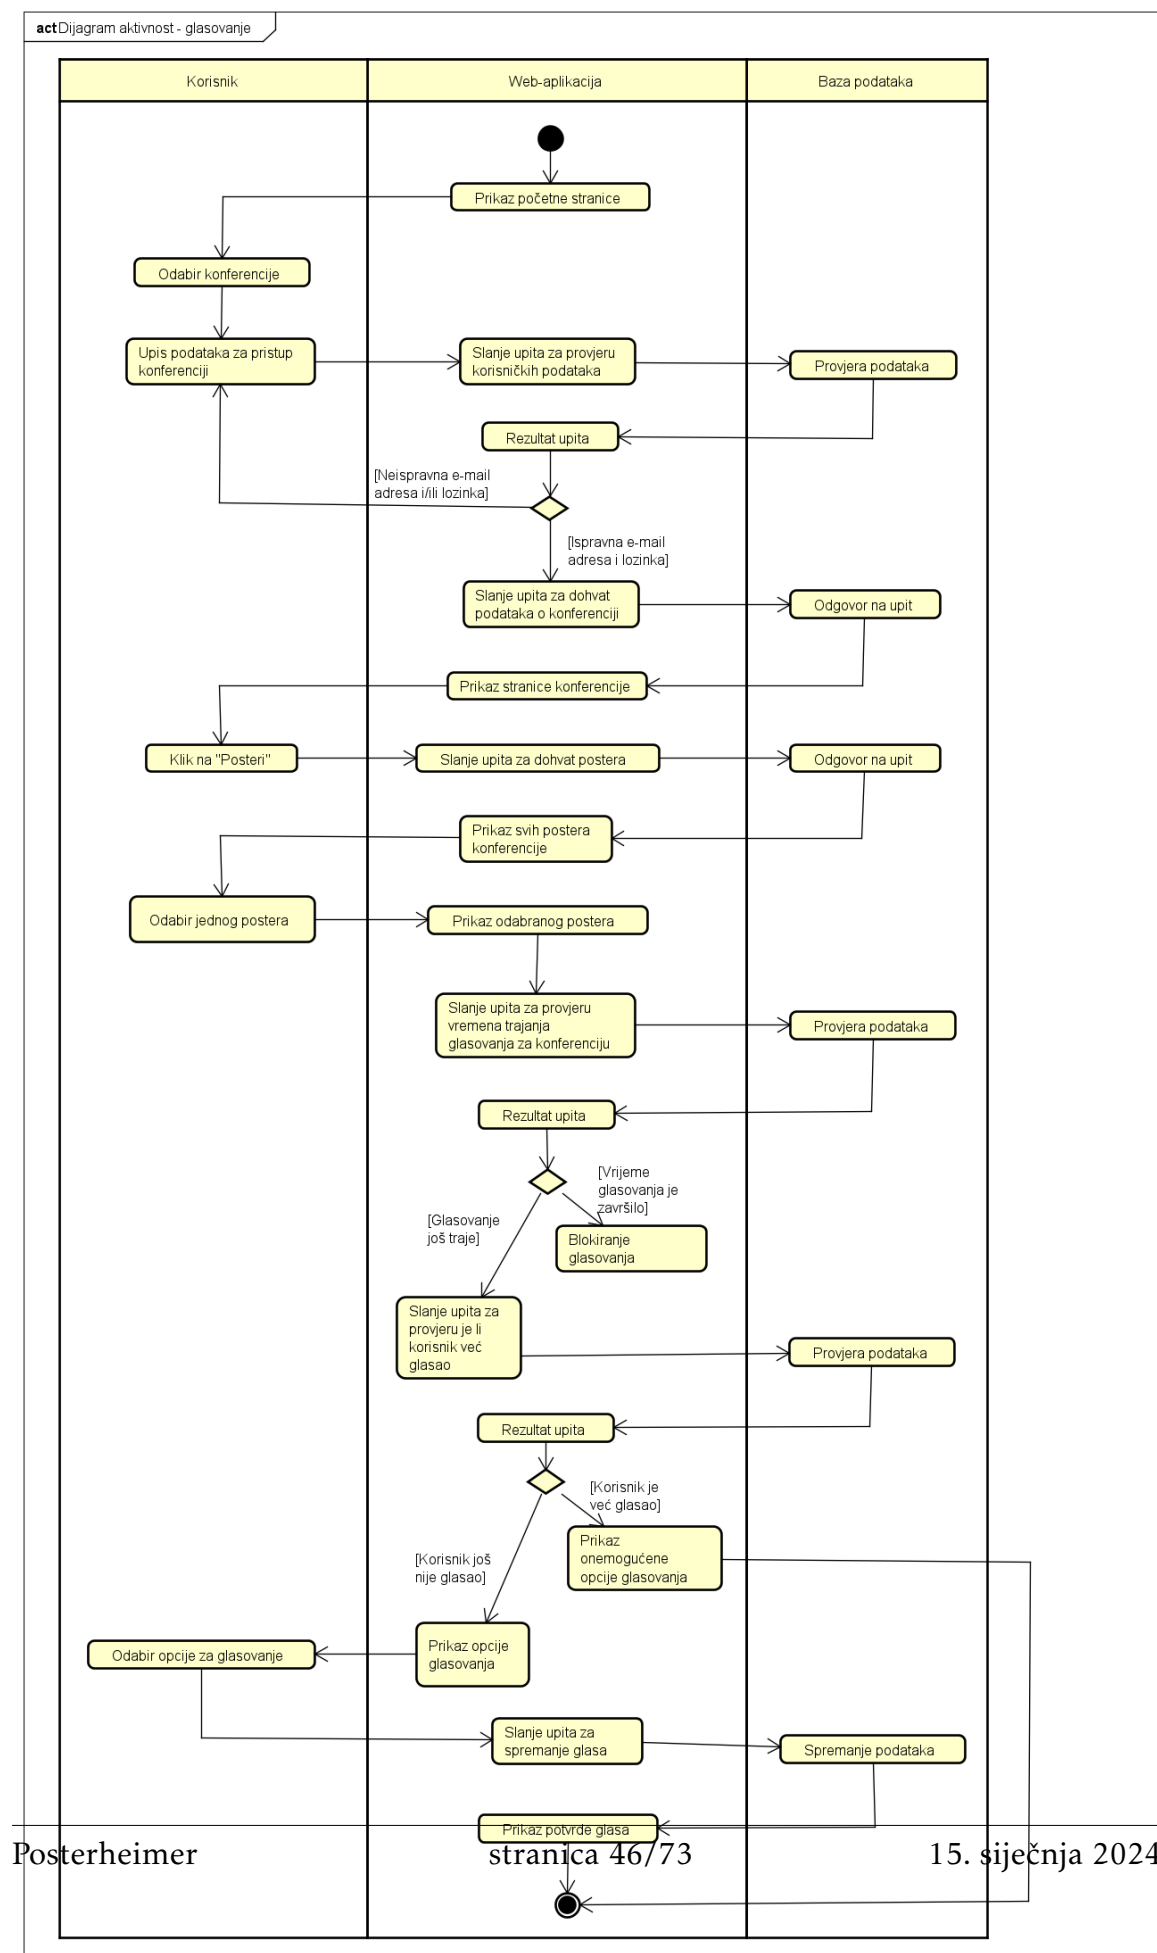 act Dijagram aktivnost - glasovanje
Korisnik
Web-aplikacija
Baza podataka
Prikaz početne stranice
Odabir konferencije
Upis podataka za pristup
konferenciji
Slanje upita za provjeru
korisničkih podataka
Provjera podataka
Rezultat upita
[Neispravna e-mail
adresa i/ili lozinka]
[Ispravna e-mail
adresa i lozinka]
Slanje upita za dohvat
podataka o konferenciji
Odgovor na upit
Prikaz stranice konferencije
Klik na "Posteri"
Slanje upita za dohvat postera
Odgovor na upit
Prikaz svih postera
konferencije
Odabir jednog postera
Prikaz odabranog postera
Slanje upita za provjeru
vremena trajanja
glasovanja za konferenciju
Provjera podataka
Rezultat upita
[Vrijeme
glasovanja je
završilo]
[Glasovanje
još traje]
Blokiranje
glasovanja
Slanje upita za
provjeru je li
korisnik već
glasao
Provjera podataka
Rezultat upita
[Korisnik je
već glasao]
Prikaz
onemogućene
opcije glasovanja
[Korisnik još
nije glasao]
Prikaz opcije
glasovanja
Odabir opcije za glasovanje
Slanje upita za
spremanje glasa
Spremanje podataka
Prikaz potvrde glasa
Posterheimer
stranica 46/73
15. siječnja 2024